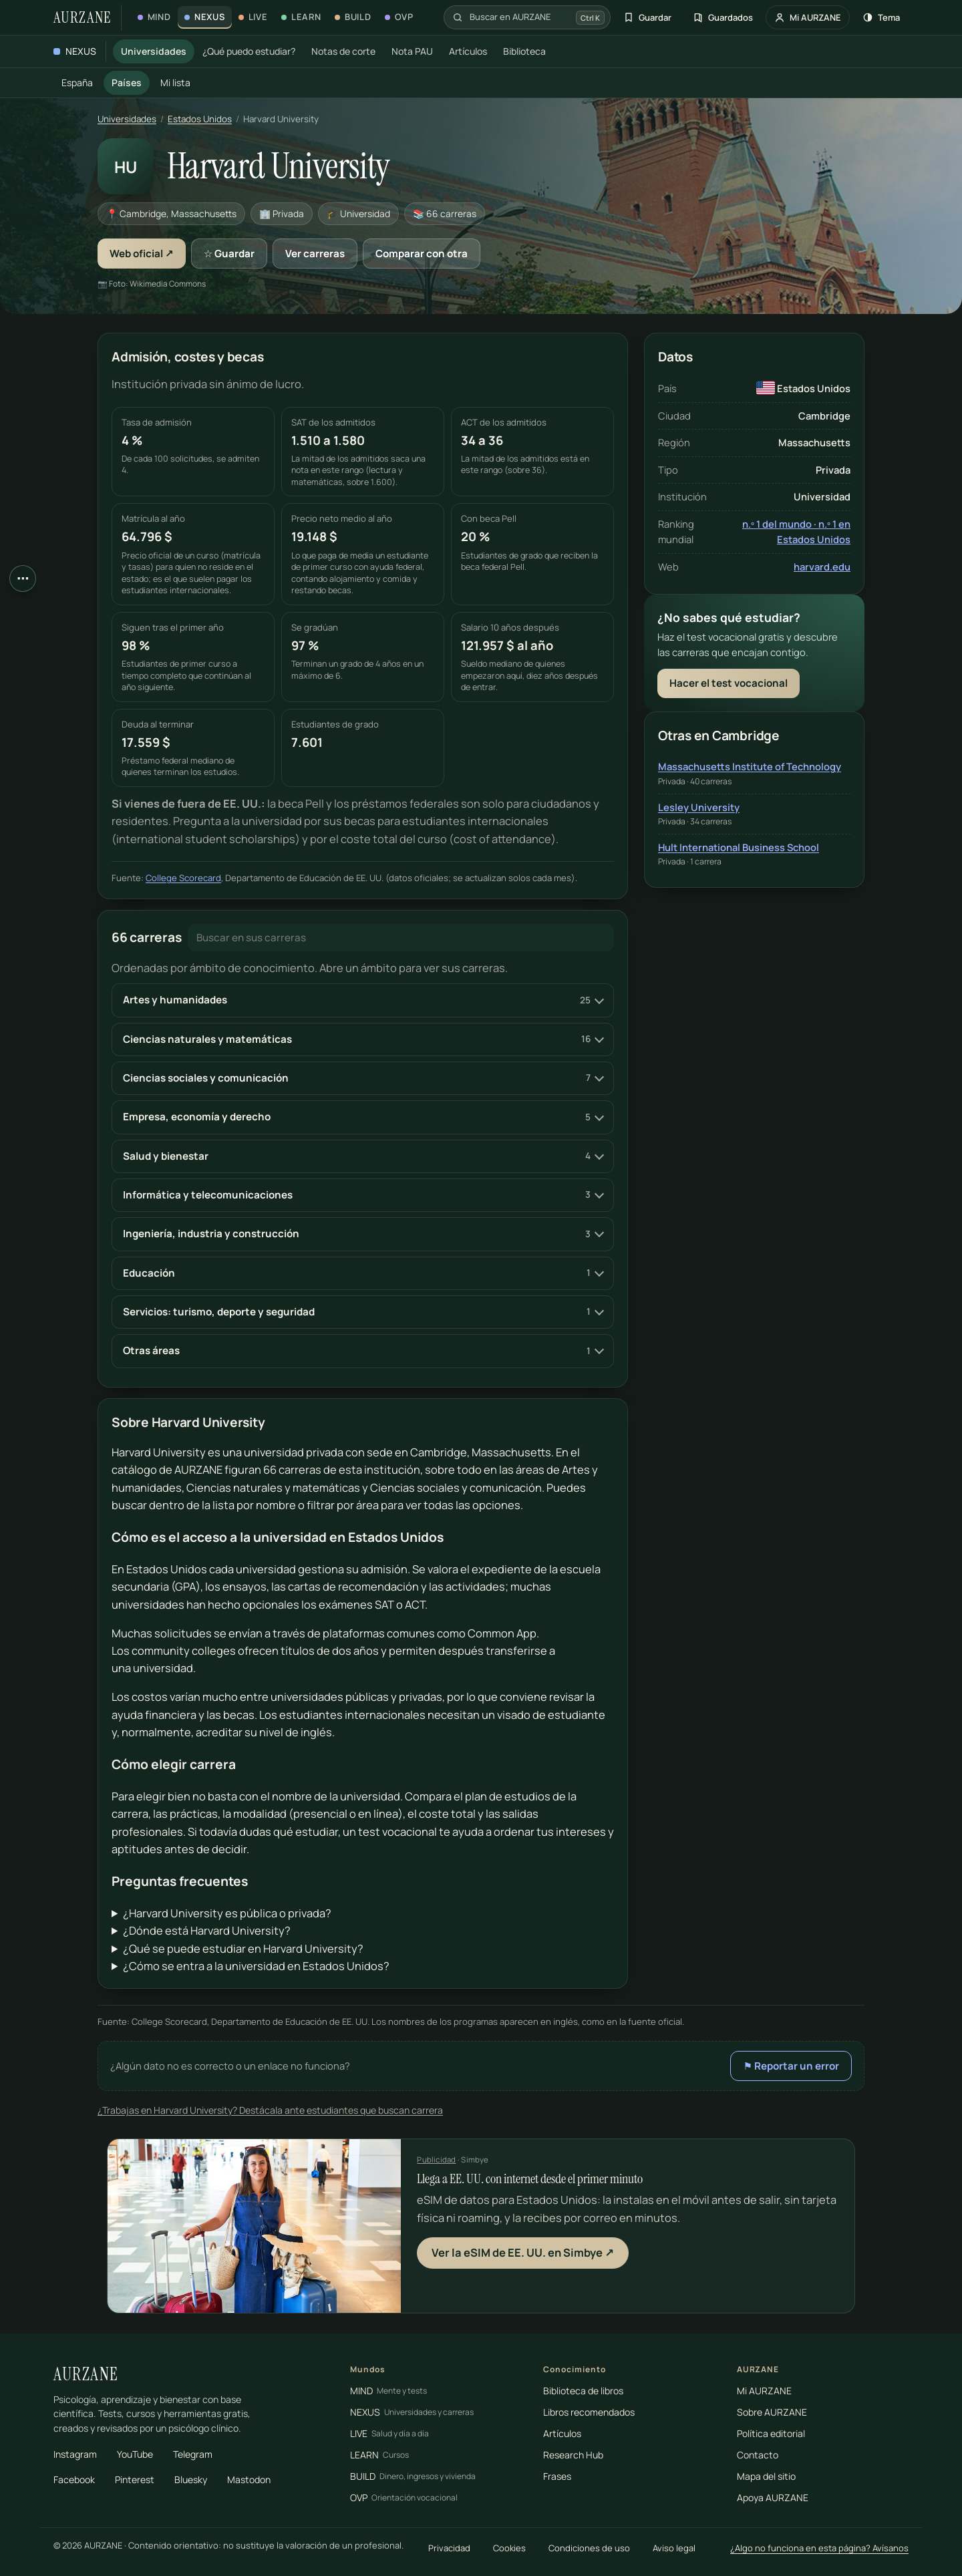 AURZANE
MIND
NEXUS
LIVE
LEARN
BUILD
OVP
Buscar en AURZANE
Ctrl K
Guardar
Guardados
Mi AURZANE
Tema
NEXUS
Universidades
¿Qué puedo estudiar?
Notas de corte
Nota PAU
Artículos
Biblioteca
España
Países
Mi lista
Universidades / Estados Unidos / Harvard University
HU
Harvard University
📍 Cambridge, Massachusetts
🏢 Privada
🎓 Universidad
📚 66 carreras
Web oficial ↗
☆ Guardar
Ver carreras
Comparar con otra
📷 Foto: Wikimedia Commons
Admisión, costes y becas
Institución privada sin ánimo de lucro.
Tasa de admisión
4 %
De cada 100 solicitudes, se admiten
4.
SAT de los admitidos
1.510 a 1.580
La mitad de los admitidos saca una
nota en este rango (lectura y
matemáticas, sobre 1.600).
ACT de los admitidos
34 a 36
La mitad de los admitidos está en
este rango (sobre 36).
Matrícula al año
64.796 $
Precio oficial de un curso (matrícula
y tasas) para quien no reside en el
estado; es el que suelen pagar los
estudiantes internacionales.
Precio neto medio al año
19.148 $
Lo que paga de media un estudiante
de primer curso con ayuda federal,
contando alojamiento y comida y
restando becas.
Con beca Pell
20 %
Estudiantes de grado que reciben la
beca federal Pell.
Siguen tras el primer año
98 %
Estudiantes de primer curso a
tiempo completo que continúan al
año siguiente.
Se gradúan
97 %
Terminan un grado de 4 años en un
máximo de 6.
Salario 10 años después
121.957 $ al año
Sueldo mediano de quienes
empezaron aquí, diez años después
de entrar.
Deuda al terminar
17.559 $
Préstamo federal mediano de
quienes terminan los estudios.
Estudiantes de grado
7.601
Si vienes de fuera de EE. UU.: la beca Pell y los préstamos federales son solo para ciudadanos y
residentes. Pregunta a la universidad por sus becas para estudiantes internacionales
(international student scholarships) y por el coste total del curso (cost of attendance).
Fuente: College Scorecard, Departamento de Educación de EE. UU. (datos oficiales; se actualizan solos cada mes).
Datos
País
Estados Unidos
Ciudad
Cambridge
Región
Massachusetts
Tipo
Privada
Institución
Universidad
Ranking
mundial
n.º 1 del mundo · n.º 1 en
Estados Unidos
Web
harvard.edu
¿No sabes qué estudiar?
Haz el test vocacional gratis y descubre
las carreras que encajan contigo.
Hacer el test vocacional
Otras en Cambridge
Massachusetts Institute of Technology
Privada · 40 carreras
Lesley University
Privada · 34 carreras
Hult International Business School
Privada · 1 carrera
66 carreras
Buscar en sus carreras
Ordenadas por ámbito de conocimiento. Abre un ámbito para ver sus carreras.
Artes y humanidades 25
Ciencias naturales y matemáticas 16
Ciencias sociales y comunicación 7
Empresa, economía y derecho 5
Salud y bienestar 4
Informática y telecomunicaciones 3
Ingeniería, industria y construcción 3
Educación 1
Servicios: turismo, deporte y seguridad 1
Otras áreas 1
Sobre Harvard University
Harvard University es una universidad privada con sede en Cambridge, Massachusetts. En el
catálogo de AURZANE figuran 66 carreras de esta institución, sobre todo en las áreas de Artes y
humanidades, Ciencias naturales y matemáticas y Ciencias sociales y comunicación. Puedes
buscar dentro de la lista por nombre o filtrar por área para ver todas las opciones.
Cómo es el acceso a la universidad en Estados Unidos
En Estados Unidos cada universidad gestiona su admisión. Se valora el expediente de la escuela
secundaria (GPA), los ensayos, las cartas de recomendación y las actividades; muchas
universidades han hecho opcionales los exámenes SAT o ACT.
Muchas solicitudes se envían a través de plataformas comunes como Common App.
Los community colleges ofrecen títulos de dos años y permiten después transferirse a
una universidad.
Los costos varían mucho entre universidades públicas y privadas, por lo que conviene revisar la
ayuda financiera y las becas. Los estudiantes internacionales necesitan un visado de estudiante
y, normalmente, acreditar su nivel de inglés.
Cómo elegir carrera
Para elegir bien no basta con el nombre de la universidad. Compara el plan de estudios de la
carrera, las prácticas, la modalidad (presencial o en línea), el coste total y las salidas
profesionales. Si todavía dudas qué estudiar, un test vocacional te ayuda a ordenar tus intereses y
aptitudes antes de decidir.
Preguntas frecuentes
▶ ¿Harvard University es pública o privada?
▶ ¿Dónde está Harvard University?
▶ ¿Qué se puede estudiar en Harvard University?
▶ ¿Cómo se entra a la universidad en Estados Unidos?
Fuente: College Scorecard, Departamento de Educación de EE. UU. Los nombres de los programas aparecen en inglés, como en la fuente oficial.
¿Algún dato no es correcto o un enlace no funciona?
⚑ Reportar un error
¿Trabajas en Harvard University? Destácala ante estudiantes que buscan carrera
Publicidad · Simbye
Llega a EE. UU. con internet desde el primer minuto
eSIM de datos para Estados Unidos: la instalas en el móvil antes de salir, sin tarjeta
física ni roaming, y la recibes por correo en minutos.
Ver la eSIM de EE. UU. en Simbye ↗
AURZANE
Psicología, aprendizaje y bienestar con base
científica. Tests, cursos y herramientas gratis,
creados y revisados por un psicólogo clínico.
Instagram
YouTube
Telegram
Facebook
Pinterest
Bluesky
Mastodon
Mundos
MIND Mente y tests
NEXUS Universidades y carreras
LIVE Salud y día a día
LEARN Cursos
BUILD Dinero, ingresos y vivienda
OVP Orientación vocacional
Conocimiento
Biblioteca de libros
Libros recomendados
Artículos
Research Hub
Frases
AURZANE
Mi AURZANE
Sobre AURZANE
Política editorial
Contacto
Mapa del sitio
Apoya AURZANE
© 2026 AURZANE · Contenido orientativo: no sustituye la valoración de un profesional.
Privacidad
Cookies
Condiciones de uso
Aviso legal
¿Algo no funciona en esta página? Avísanos